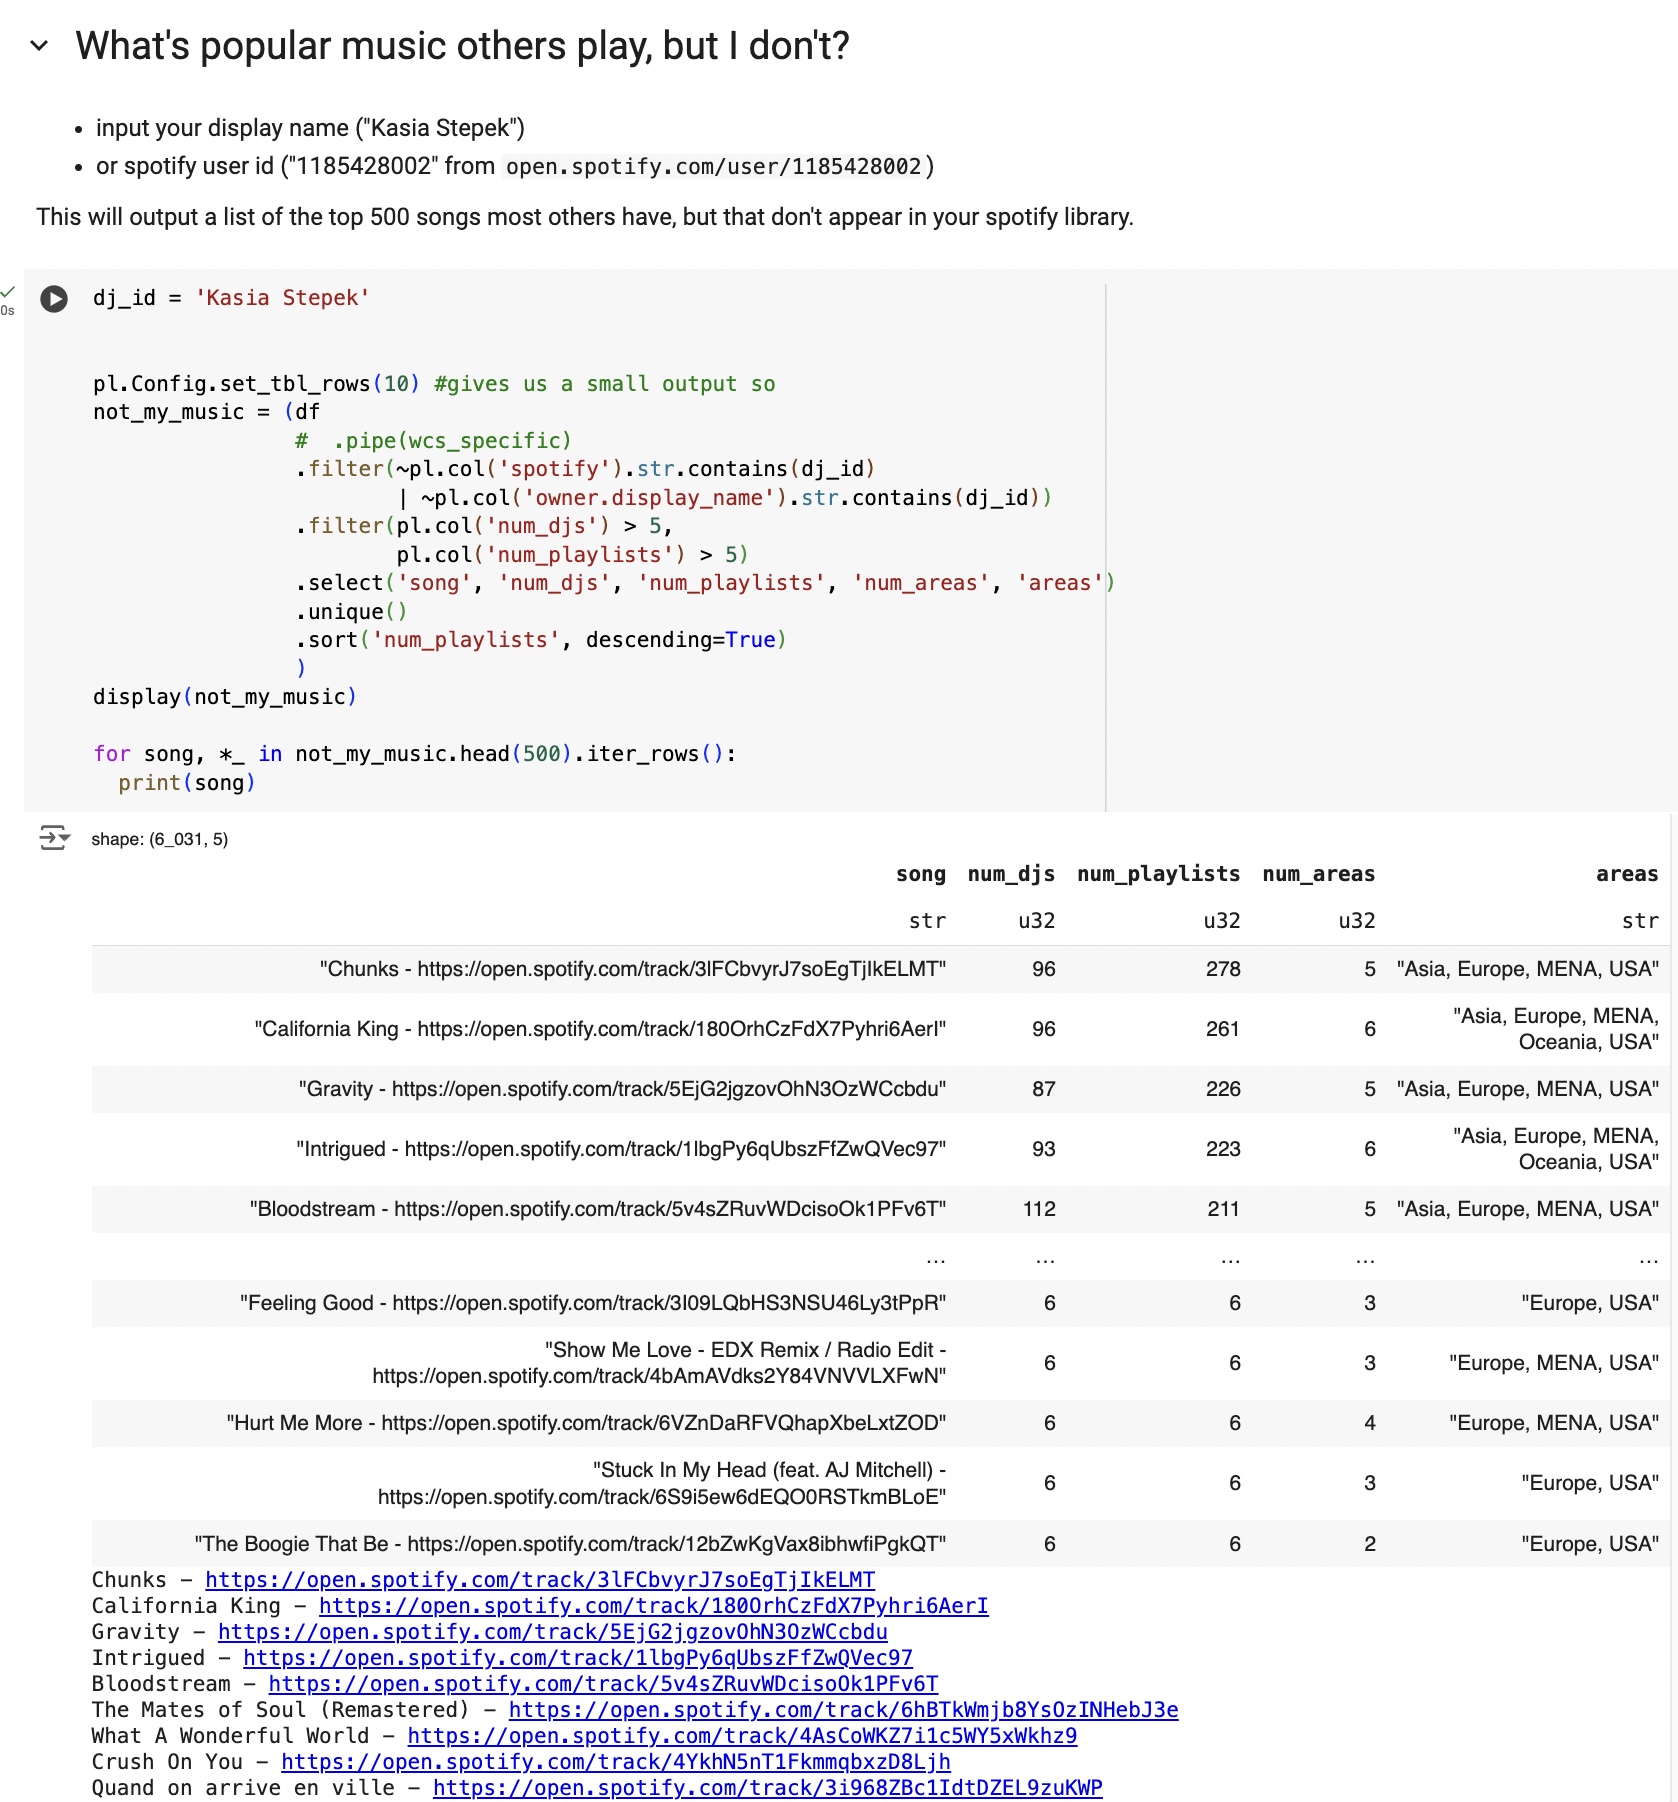 What's popular music others play, but I don't?
• input your display name ("Kasia Stepek")
• or spotify user id ("1185428002" from open.spotify.com/user/1185428002)
This will output a list of the top 500 songs most others have, but that don't appear in your spotify library.
0s
dj_id = 'Kasia Stepek'
pl.Config.set_tbl_rows(10) #gives us a small output so
not_my_music = (df
# .pipe(wcs_specific)
.filter(~pl.col('spotify').str.contains(dj_id)
| ~pl.col('owner.display_name').str.contains(dj_id))
.filter(pl.col('num_djs') > 5,
pl.col('num_playlists') > 5)
.select('song', 'num_djs', 'num_playlists', 'num_areas', 'areas')
.unique()
.sort('num_playlists', descending=True)
)
display(not_my_music)
for song, *_ in not_my_music.head(500).iter_rows():
print(song)
shape: (6_031, 5)
song num_djs num_playlists num_areas areas
str u32 u32 u32 str
"Chunks - https://open.spotify.com/track/3lFCbvyrJ7soEgTjIkELMT" 96 278 5 "Asia, Europe, MENA, USA"
"California King - https://open.spotify.com/track/180OrhCzFdX7Pyhri6AerI" 96 261 6 "Asia, Europe, MENA,
Oceania, USA"
"Gravity - https://open.spotify.com/track/5EjG2jgzovOhN3OzWCcbdu" 87 226 5 "Asia, Europe, MENA, USA"
"Intrigued - https://open.spotify.com/track/1lbgPy6qUbszFfZwQVec97" 93 223 6 "Asia, Europe, MENA,
Oceania, USA"
"Bloodstream - https://open.spotify.com/track/5v4sZRuvWDcisoOk1PFv6T" 112 211 5 "Asia, Europe, MENA, USA"
… … … … …
"Feeling Good - https://open.spotify.com/track/3I09LQbHS3NSU46Ly3tPpR" 6 6 3 "Europe, USA"
"Show Me Love - EDX Remix / Radio Edit -
https://open.spotify.com/track/4bAmAVdks2Y84VNVVLXFwN" 6 6 3 "Europe, MENA, USA"
"Hurt Me More - https://open.spotify.com/track/6VZnDaRFVQhapXbeLxtZOD" 6 6 4 "Europe, MENA, USA"
"Stuck In My Head (feat. AJ Mitchell) -
https://open.spotify.com/track/6S9i5ew6dEQO0RSTkmBLoE" 6 6 3 "Europe, USA"
"The Boogie That Be - https://open.spotify.com/track/12bZwKgVax8ibhwfiPgkQT" 6 6 2 "Europe, USA"
Chunks - https://open.spotify.com/track/3lFCbvyrJ7soEgTjIkELMT
California King - https://open.spotify.com/track/180OrhCzFdX7Pyhri6AerI
Gravity - https://open.spotify.com/track/5EjG2jgzovOhN3OzWCcbdu
Intrigued - https://open.spotify.com/track/1lbgPy6qUbszFfZwQVec97
Bloodstream - https://open.spotify.com/track/5v4sZRuvWDcisoOk1PFv6T
The Mates of Soul (Remastered) - https://open.spotify.com/track/6hBTkWmjb8YsOzINHebJ3e
What A Wonderful World - https://open.spotify.com/track/4AsCoWKZ7i1c5WY5xWkhz9
Crush On You - https://open.spotify.com/track/4YkhN5nT1FkmmqbxzD8Ljh
Quand on arrive en ville - https://open.spotify.com/track/3i968ZBc1IdtDZEL9zuKWP